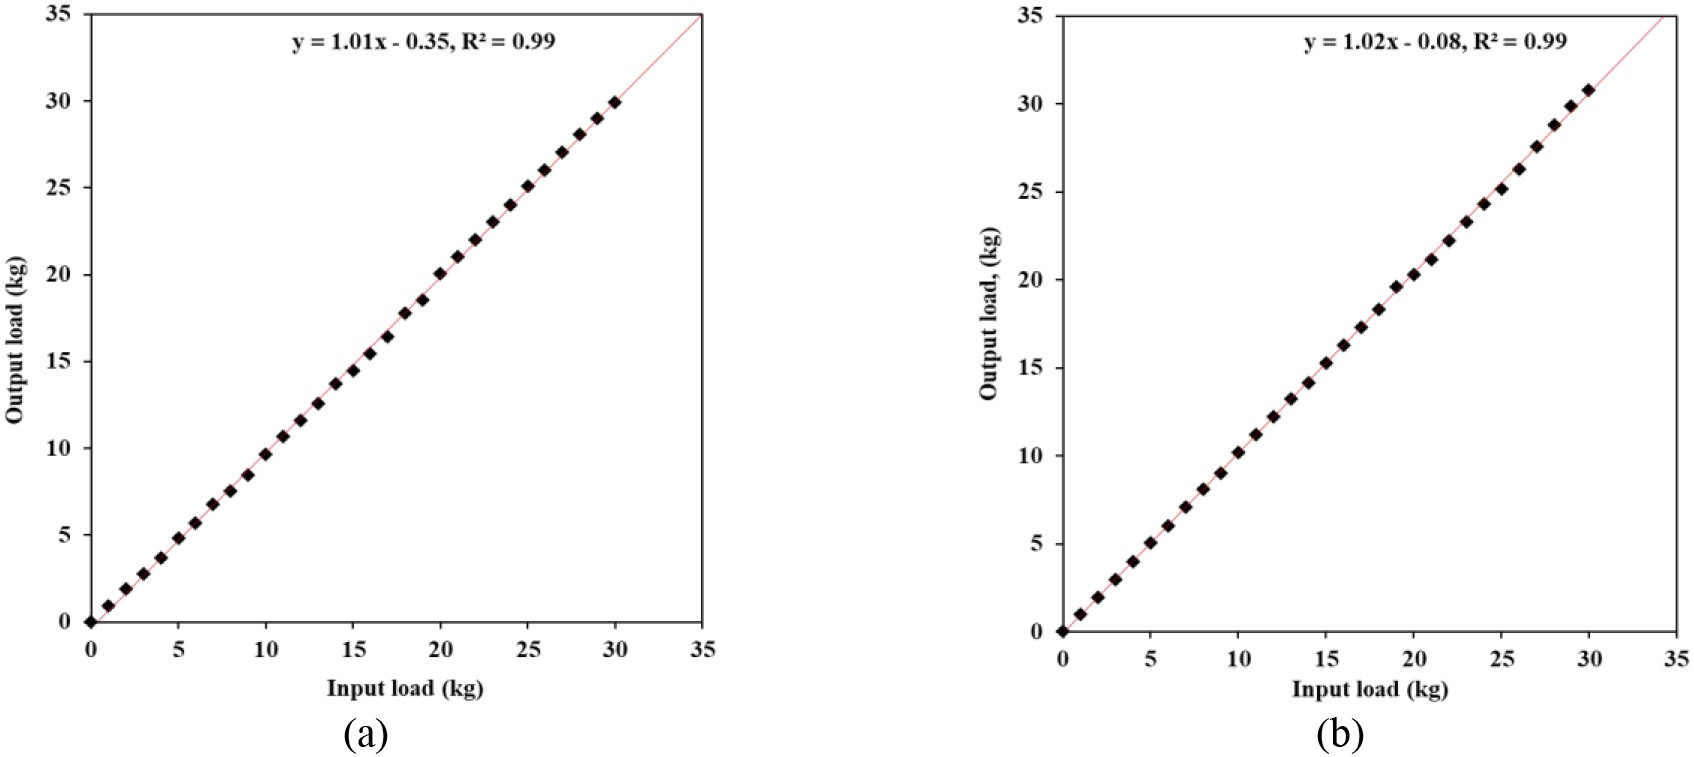 y = 1.01x - 0.35, R² = 0.99
35
30
25
20
15
10
5
0
Output load (kg)
0 5 10 15 20 25 30 35
Input load (kg)
(a)
y = 1.02x - 0.08, R² = 0.99
35
30
25
20
15
10
5
0
Output load, (kg)
0 5 10 15 20 25 30 35
Input load (kg)
(b)